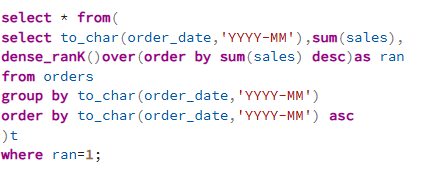 select * from(
select to_char(order_date,'YYYY-MM'),sum(sales),
dense_ranK()over(order by sum(sales) desc)as ran
from orders
group by to_char(order_date,'YYYY-MM')
order by to_char(order_date,'YYYY-MM') asc
)t
where ran=1;